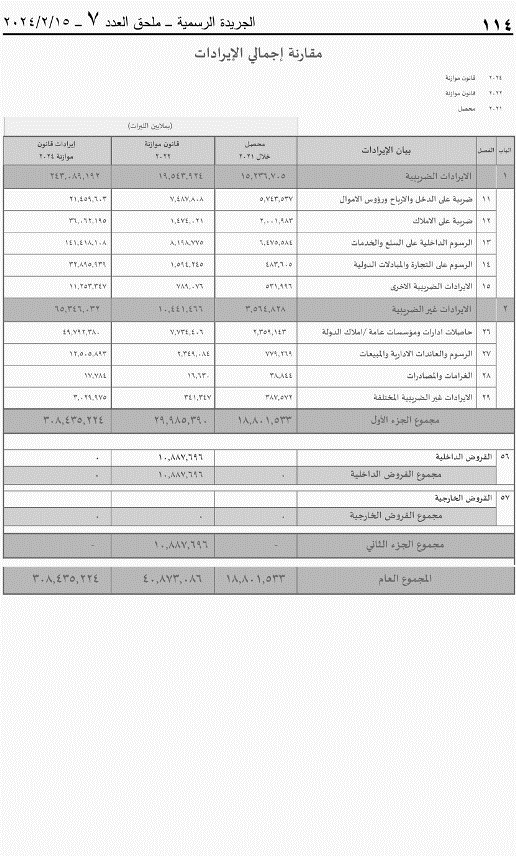 ١١٤ الجريدة الرسمية ــ ملحق العدد ٧ ــ ٢٠٢٤/٢/١٥
مقارنة إجمالي الإيرادات
٢٠٢٤ قانون موازنة
٢٠٢٢ قانون موازنة
٢٠٢١ محصل
(بملايين الليرات)
الباب الفصل بيان الإيرادات محصل خلال ٢٠٢١ قانون موازنة ٢٠٢٢ إيرادات قانون موازنة ٢٠٢٤
١ الايرادات الضريبية ١٥,٢٣٦,٧٠٥ ١٩,٥٤٣,٩٢٤ ٢٤٣,٠٨٩,١٩٢
١١ ضريبة على الدخل والارباح ورؤوس الاموال ٥,٧٤٣,٥٣٧ ٧,٤٨٧,٨٠٨ ٢١,٤٥٩,٦٠٣
١٢ ضريبة على الاملاك ٢,٠٠١,٩٨٣ ١,٤٧٤,٠٢١ ٣٦,٠٦٢,١٩٥
١٣ الرسوم الداخلية على السلع والخدمات ٦,٤٧٥,٥٨٤ ٨,١٩٨,٧٧٥ ١٤١,٤١٨,١٠٨
١٤ الرسوم على التجارة والمبادلات الدولية ٤٨٣,٦٠٥ ١,٥٩٤,٢٤٥ ٣٢,٨٩٥,٩٣٩
١٥ الايرادات الضريبية الاخرى ٥٣١,٩٩٦ ٧٨٩,٠٧٦ ١١,٢٥٣,٣٤٧
٢ الايرادات غير الضريبية ٣,٥٦٤,٨٢٨ ١٠,٤٤١,٤٦٦ ٦٥,٣٤٦,٠٣٢
٢٦ حاصلات ادارات ومؤسسات عامة /املاك الدولة ٢,٣٥٩,١٤٣ ٧,٧٣٤,٤٠٦ ٤٩,٧٩٢,٣٨٠
٢٧ الرسوم والعائدات الادارية والمبيعات ٧٧٩,٢٦٩ ٢,٣٤٩,٠٨٤ ١٢,٥٠٥,٨٩٣
٢٨ الغرامات والمصادرات ٣٨,٨٤٤ ١٦,٦٣٠ ١٧,٧٨٤
٢٩ الايرادات غير الضريبية المختلفة ٣٨٧,٥٧٢ ٣٤١,٣٤٧ ٣,٠٢٩,٩٧٥
مجموع الجزء الأول ١٨,٨٠١,٥٣٣ ٢٩,٩٨٥,٣٩٠ ٣٠٨,٤٣٥,٢٢٤
٥٦ القروض الداخلية ١٠,٨٨٧,٦٩٦ ٠
مجموع القروض الداخلية ٠ ١٠,٨٨٧,٦٩٦ ٠
٥٧ القروض الخارجية
مجموع القروض الخارجية ٠ ٠ ٠
مجموع الجزء الثاني - ١٠,٨٨٧,٦٩٦ -
المجموع العام ١٨,٨٠١,٥٣٣ ٤٠,٨٧٣,٠٨٦ ٣٠٨,٤٣٥,٢٢٤